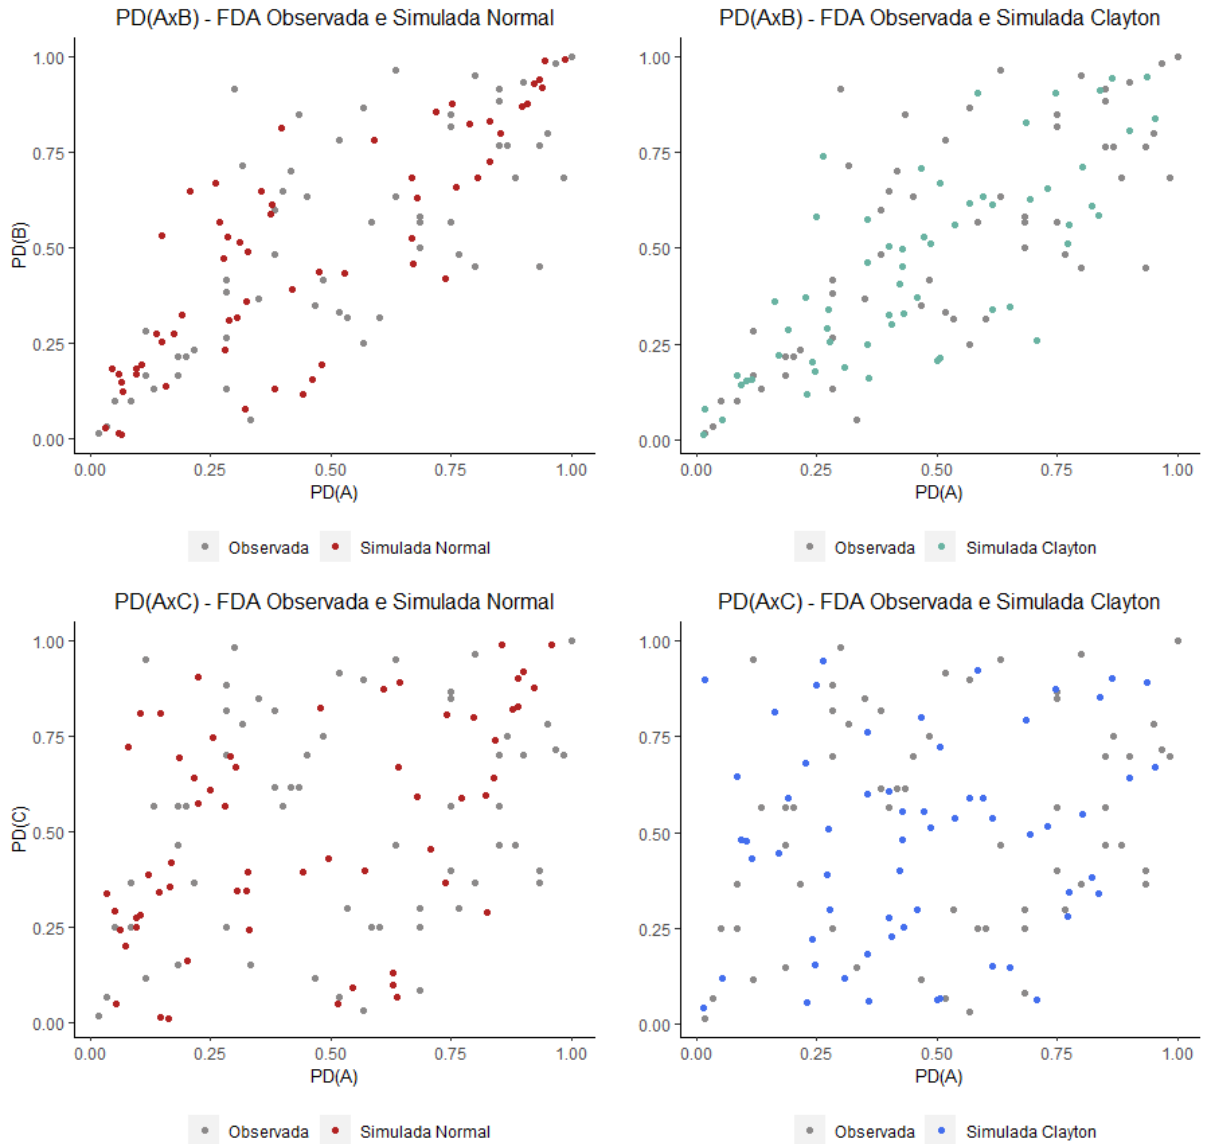 PD(AxB) - FDA Observada e Simulada Normal
1.00
0.75
0.50
0.25
0.00
PD(B)
0.00 0.25 0.50 0.75 1.00
PD(A)
Observada Simulada Normal
PD(AxB) - FDA Observada e Simulada Clayton
1.00
0.75
0.50
0.25
0.00
0.00 0.25 0.50 0.75 1.00
PD(A)
Observada Simulada Clayton
PD(AxC) - FDA Observada e Simulada Normal
1.00
0.75
0.50
0.25
0.00
PD(C)
0.00 0.25 0.50 0.75 1.00
PD(A)
Observada Simulada Normal
PD(AxC) - FDA Observada e Simulada Clayton
1.00
0.75
0.50
0.25
0.00
0.00 0.25 0.50 0.75 1.00
PD(A)
Observada Simulada Clayton